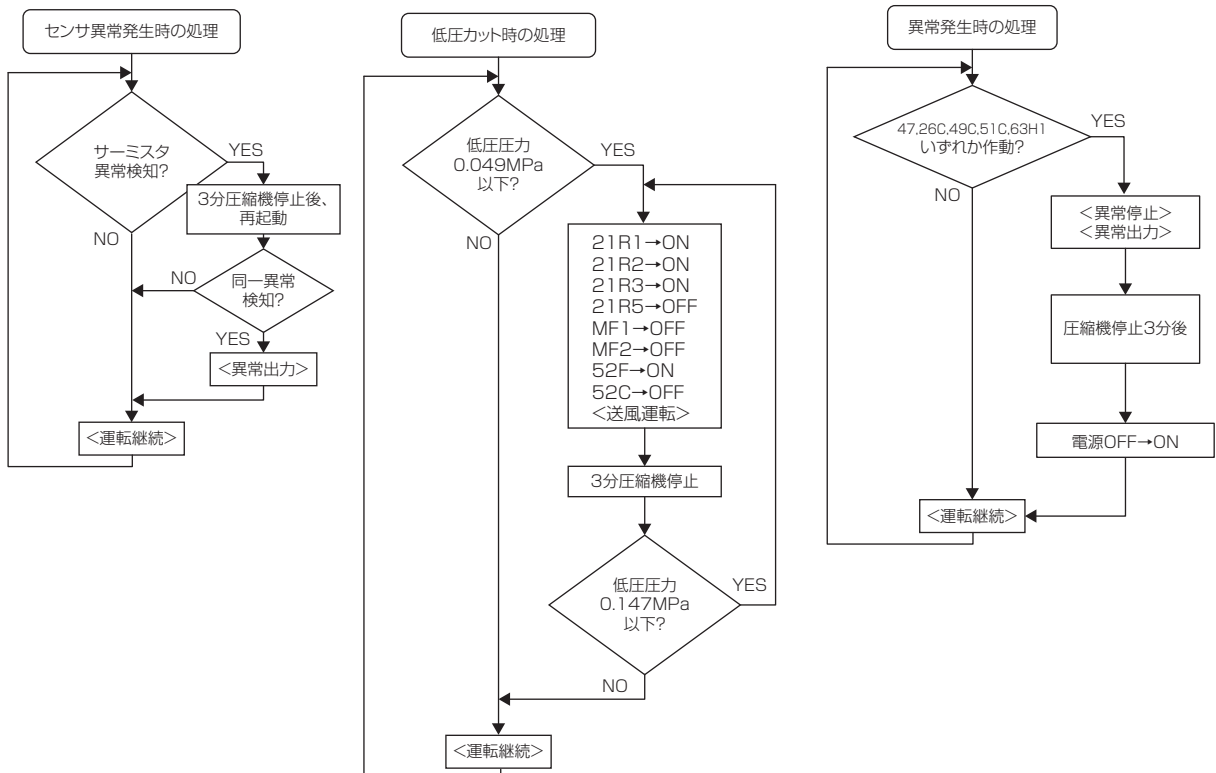 センサ異常発生時の処理
サーミスタ
異常検知?
YES
3分圧縮機停止後、
再起動
NO
同一異常
検知?
NO
YES
<異常出力>
<運転継続>
低圧カット時の処理
低圧圧力
0.049MPa
以下?
YES
NO
21R1→ON
21R2→ON
21R3→ON
21R5→OFF
MF1→OFF
MF2→OFF
52F→ON
52C→OFF
<送風運転>
3分圧縮機停止
低圧圧力
0.147MPa
以下?
YES
NO
<運転継続>
異常発生時の処理
47,26C,49C,51C,63H1
いずれか作動?
YES
NO
<異常停止>
<異常出力>
圧縮機停止3分後
電源OFF→ON
<運転継続>